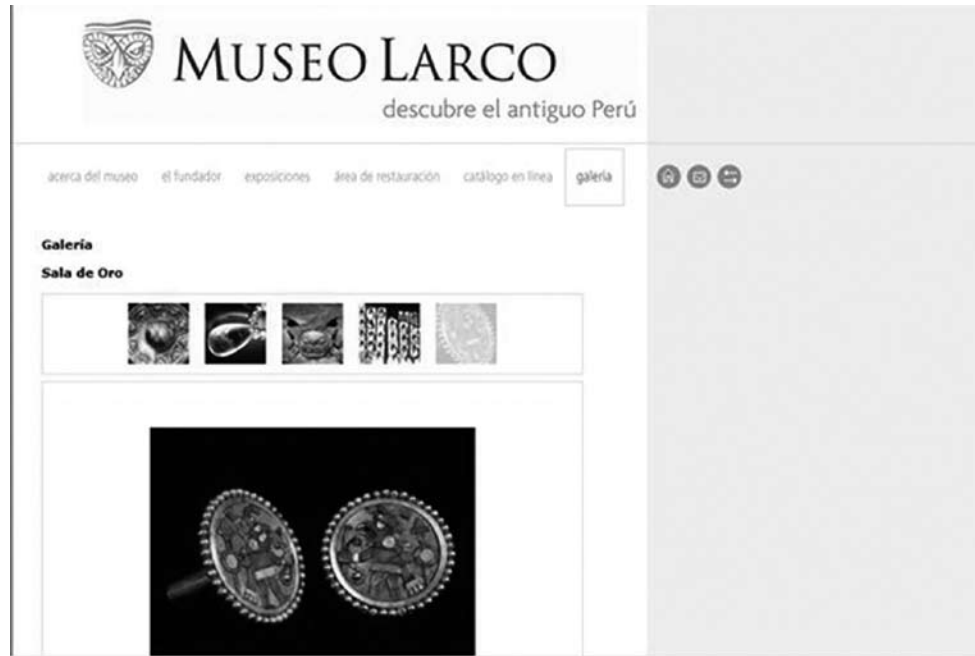 MUSEO LARCO
descubre el antiguo Perú
acerca del museo el fundador exposiciones área de restauración catálogo en línea galería
Galería
Sala de Oro